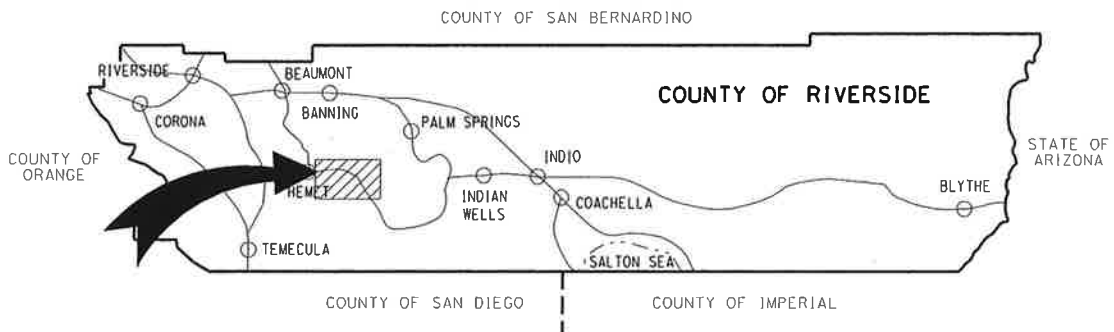 COUNTY OF SAN BERNARDINO
RIVERSIDE
BEAUMONT
BANNING
COUNTY OF RIVERSIDE
CORONA
PALM SPRINGS
COUNTY OF
ORANGE
STATE OF
ARIZONA
INDIO
HEMET
INDIAN
WELLS
COACHELLA
BLYTHE
TEMECULA
SALTON SEA
COUNTY OF SAN DIEGO
COUNTY OF IMPERIAL